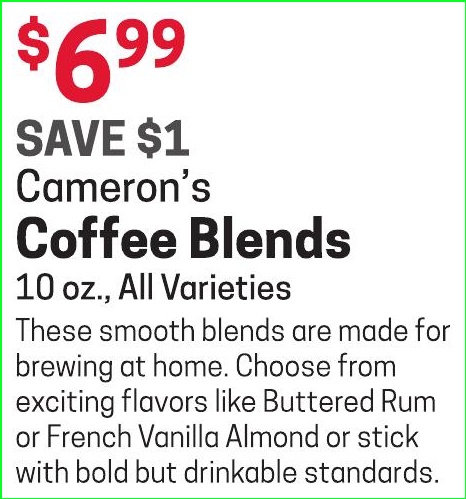 $6.99
SAVE $1
Cameron's
Coffee Blends
10 oz., All Varieties
These smooth blends are made for
brewing at home. Choose from
exciting flavors like Buttered Rum
or French Vanilla Almond or stick
with bold but drinkable standards.